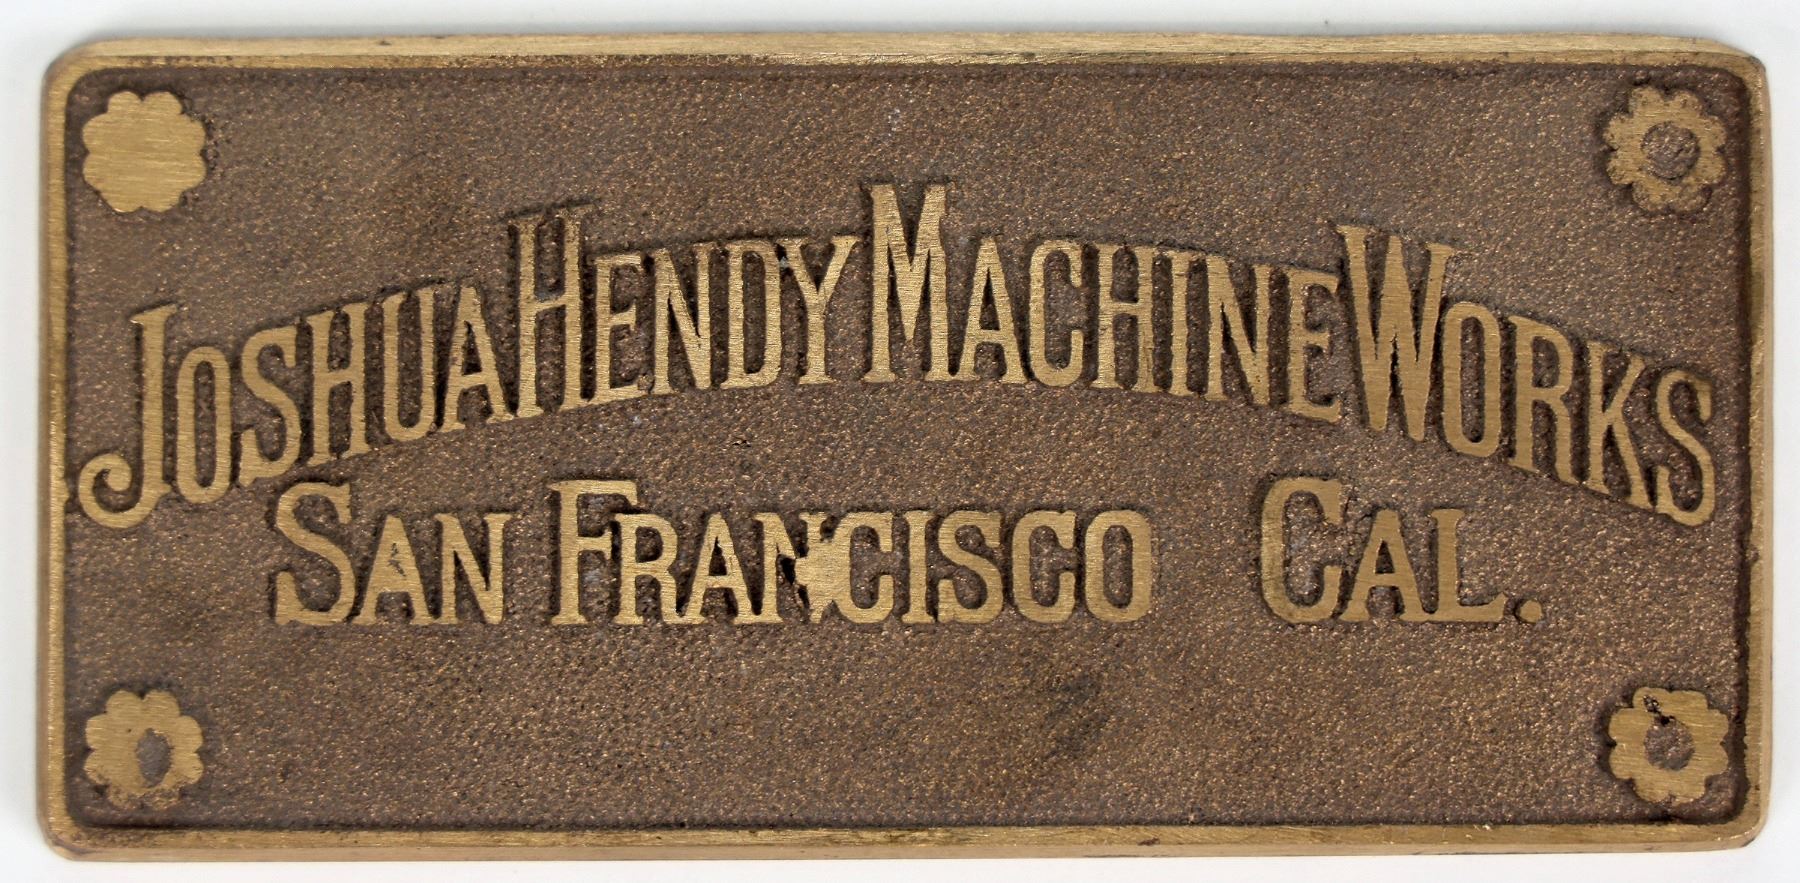 JOSHUA HENDY MACHINE WORKS
SAN FRANCISCO CAL.